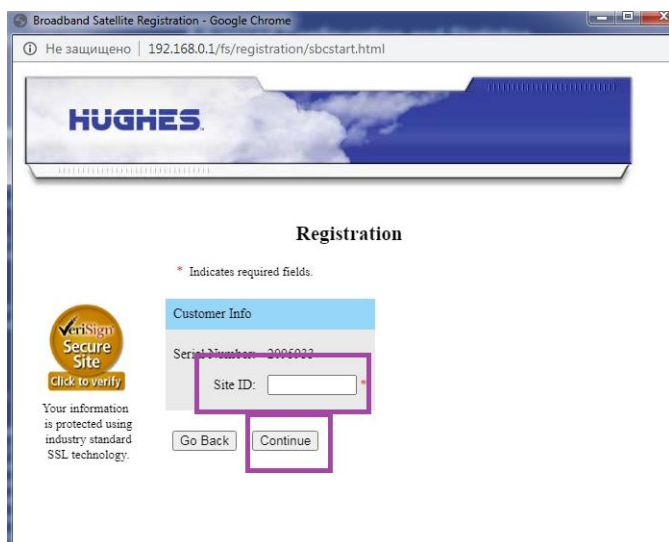 Broadband Satellite Registration - Google Chrome
Не защищено | 192.168.0.1/fs/registration/sbcstart.html
HUGHES.
Registration
* Indicates required fields.
Customer Info
Serial Number: 2095933
Site ID: *
VeriSign
Secure
Site
Click to verify
Your information
is protected using
industry standard
SSL technology.
Go Back Continue